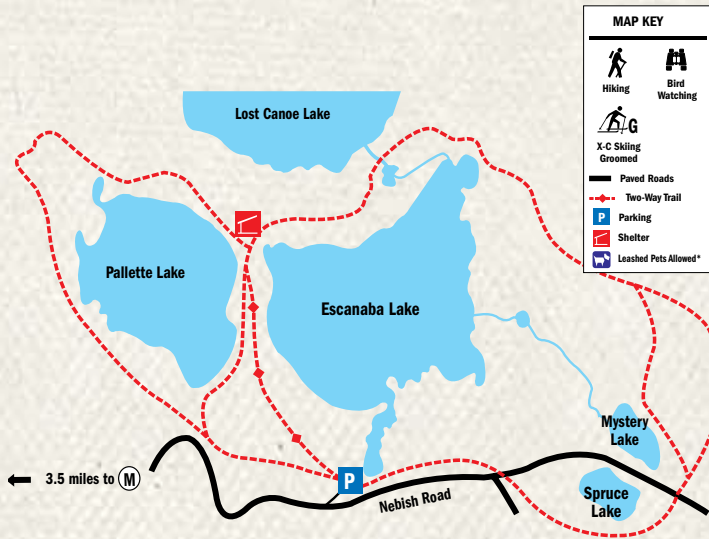 MAP KEY
Hiking
Bird
Watching
G
X-C Skiing
Groomed
Paved Roads
Two-Way Trail
P Parking
Shelter
Leashed Pets Allowed*
Lost Canoe Lake
Pallette Lake
Escanaba Lake
Mystery
Lake
3.5 miles to M
P
Nebish Road
Spruce
Lake